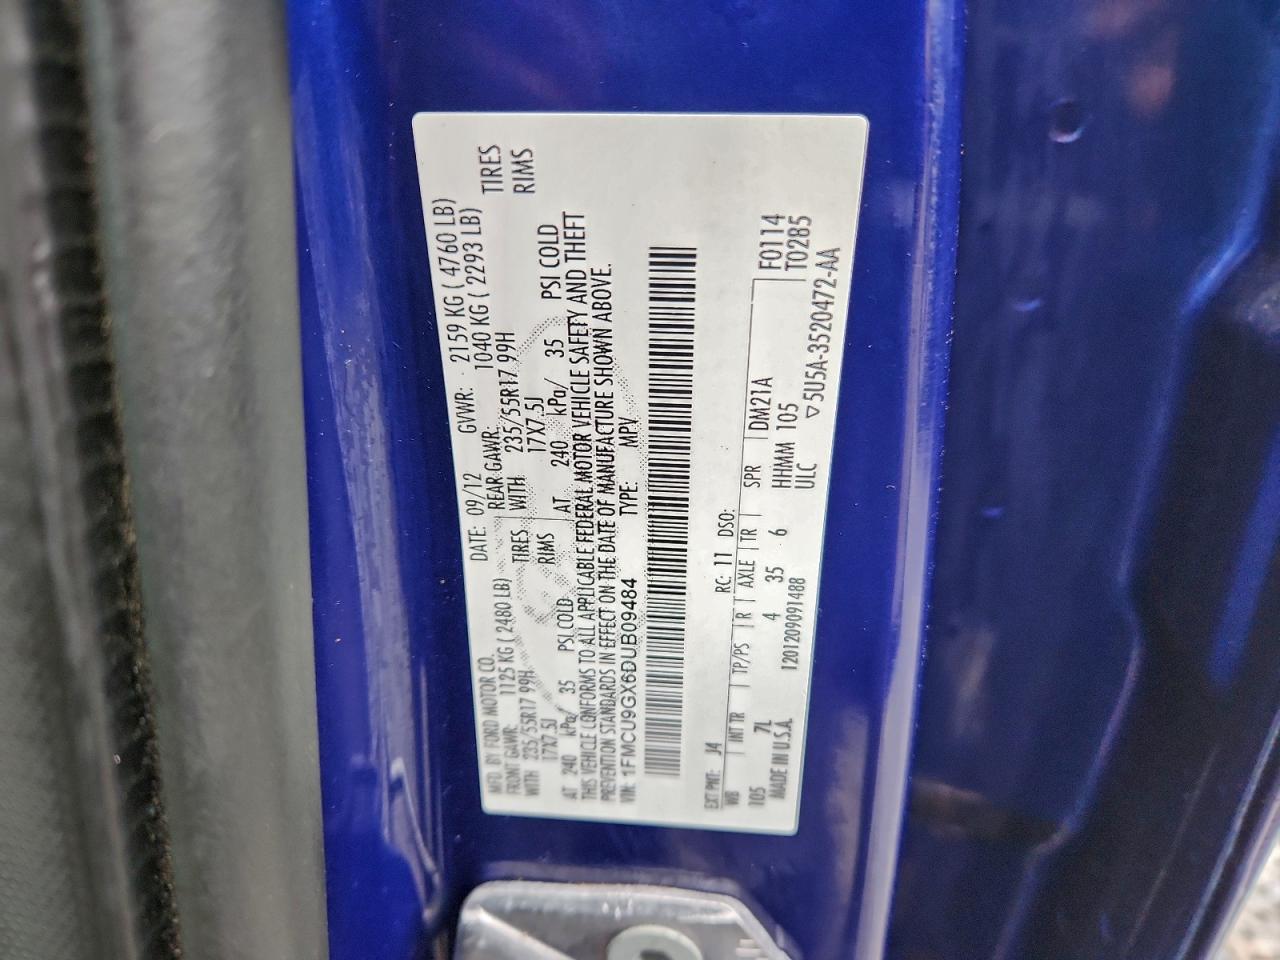 MFD. BY FORD MOTOR CO. DATE: 09/12 GVWR: 2159 KG ( 4760 LB)
FRONT GAWR: 1125 KG ( 2480 LB) REAR GAWR: 1040 KG ( 2293 LB)
WITH 235/55R17 99H TIRES WITH 235/55R17 99H TIRES
17X7.5J RIMS 17X7.5J RIMS
AT 240 kPa/ 35 PSI COLD AT 240 kPa/ 35 PSI COLD
THIS VEHICLE CONFORMS TO ALL APPLICABLE FEDERAL MOTOR VEHICLE SAFETY AND THEFT
PREVENTION STANDARDS IN EFFECT ON THE DATE OF MANUFACTURE SHOWN ABOVE.
VIN: 1FMCU9GX6DUB09484 TYPE: MPV
EXT PNT: J4 RC: 11 DSO:
WB INT TR TP/PS R AXLE TR SPR DM21A F0114
105 7L 4 35 6 HHMM 105 T0285
MADE IN U.S.A. 1201209091488 ULC ▽5U5A-3520472-AA